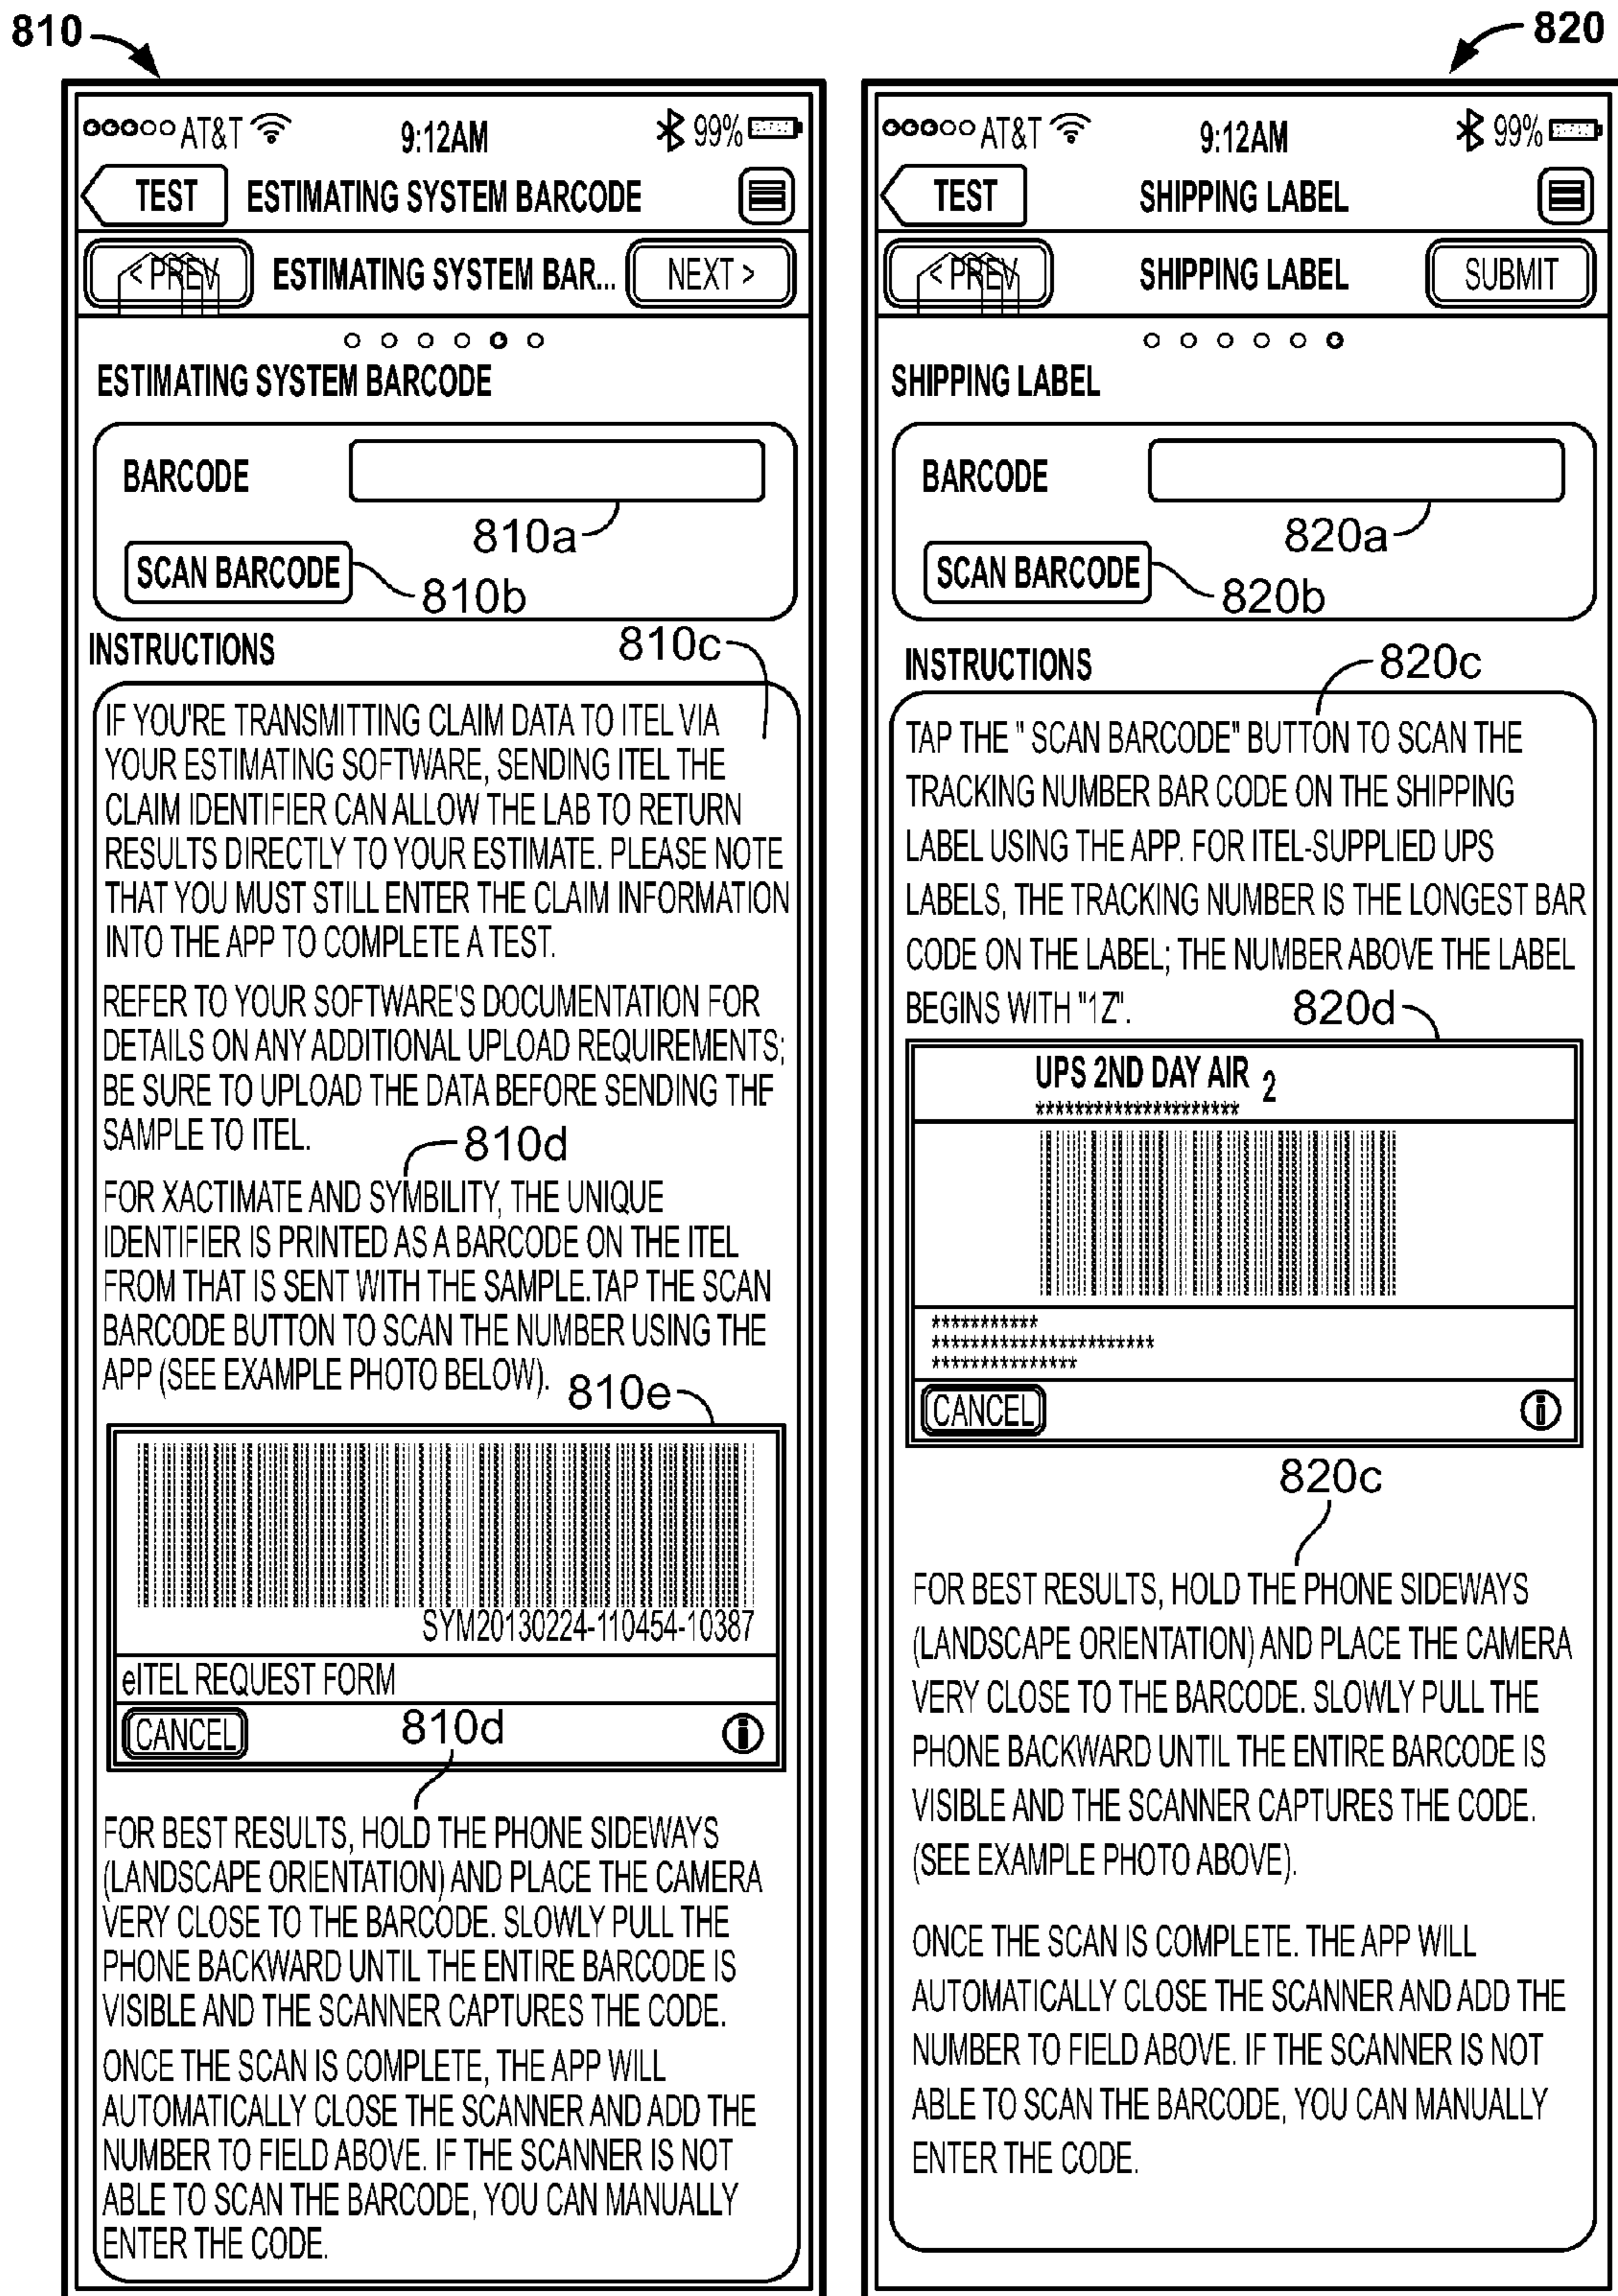 810
AT&T 9:12AM 99%
TEST ESTIMATING SYSTEM BARCODE
< PREV ESTIMATING SYSTEM BAR... NEXT >
ESTIMATING SYSTEM BARCODE
BARCODE
810a
SCAN BARCODE
810b
INSTRUCTIONS
810c
IF YOU'RE TRANSMITTING CLAIM DATA TO ITEL VIA
YOUR ESTIMATING SOFTWARE, SENDING ITEL THE
CLAIM IDENTIFIER CAN ALLOW THE LAB TO RETURN
RESULTS DIRECTLY TO YOUR ESTIMATE. PLEASE NOTE
THAT YOU MUST STILL ENTER THE CLAIM INFORMATION
INTO THE APP TO COMPLETE A TEST.
REFER TO YOUR SOFTWARE'S DOCUMENTATION FOR
DETAILS ON ANY ADDITIONAL UPLOAD REQUIREMENTS;
BE SURE TO UPLOAD THE DATA BEFORE SENDING THE
SAMPLE TO ITEL.
810d
FOR XACTIMATE AND SYMBILITY, THE UNIQUE
IDENTIFIER IS PRINTED AS A BARCODE ON THE ITEL
FROM THAT IS SENT WITH THE SAMPLE.TAP THE SCAN
BARCODE BUTTON TO SCAN THE NUMBER USING THE
APP (SEE EXAMPLE PHOTO BELOW).
810e
SYM20130224-110454-10387
eITEL REQUEST FORM
CANCEL
810d
FOR BEST RESULTS, HOLD THE PHONE SIDEWAYS
(LANDSCAPE ORIENTATION) AND PLACE THE CAMERA
VERY CLOSE TO THE BARCODE. SLOWLY PULL THE
PHONE BACKWARD UNTIL THE ENTIRE BARCODE IS
VISIBLE AND THE SCANNER CAPTURES THE CODE.
ONCE THE SCAN IS COMPLETE, THE APP WILL
AUTOMATICALLY CLOSE THE SCANNER AND ADD THE
NUMBER TO FIELD ABOVE. IF THE SCANNER IS NOT
ABLE TO SCAN THE BARCODE, YOU CAN MANUALLY
ENTER THE CODE.
820
AT&T 9:12AM 99%
TEST SHIPPING LABEL
< PREV SHIPPING LABEL SUBMIT
SHIPPING LABEL
BARCODE
820a
SCAN BARCODE
820b
INSTRUCTIONS
820c
TAP THE " SCAN BARCODE" BUTTON TO SCAN THE
TRACKING NUMBER BAR CODE ON THE SHIPPING
LABEL USING THE APP. FOR ITEL-SUPPLIED UPS
LABELS, THE TRACKING NUMBER IS THE LONGEST BAR
CODE ON THE LABEL; THE NUMBER ABOVE THE LABEL
BEGINS WITH "1Z".
820d
UPS 2ND DAY AIR 2
*********************
***********
***********************
***************
CANCEL
820c
FOR BEST RESULTS, HOLD THE PHONE SIDEWAYS
(LANDSCAPE ORIENTATION) AND PLACE THE CAMERA
VERY CLOSE TO THE BARCODE. SLOWLY PULL THE
PHONE BACKWARD UNTIL THE ENTIRE BARCODE IS
VISIBLE AND THE SCANNER CAPTURES THE CODE.
(SEE EXAMPLE PHOTO ABOVE).
ONCE THE SCAN IS COMPLETE. THE APP WILL
AUTOMATICALLY CLOSE THE SCANNER AND ADD THE
NUMBER TO FIELD ABOVE. IF THE SCANNER IS NOT
ABLE TO SCAN THE BARCODE, YOU CAN MANUALLY
ENTER THE CODE.